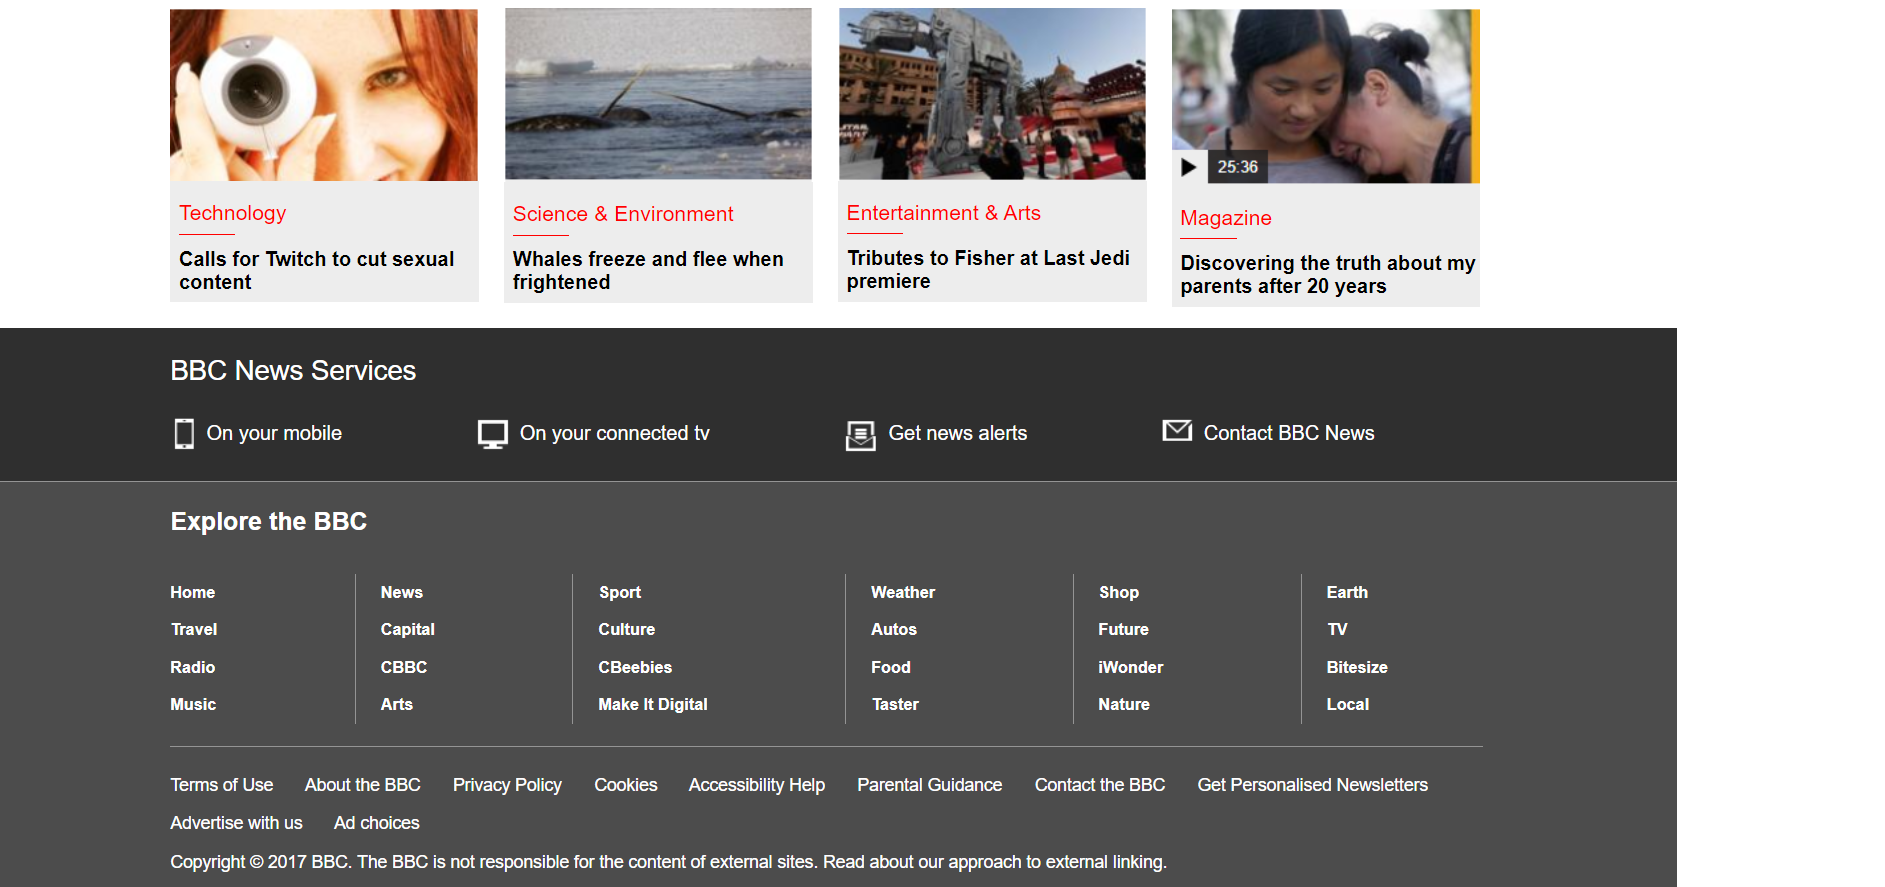 25:36
Technology
Calls for Twitch to cut sexual
content
Science & Environment
Whales freeze and flee when
frightened
Entertainment & Arts
Tributes to Fisher at Last Jedi
premiere
Magazine
Discovering the truth about my
parents after 20 years
BBC News Services
On your mobile
On your connected tv
Get news alerts
Contact BBC News
Explore the BBC
Home
News
Sport
Weather
Shop
Earth
Travel
Capital
Culture
Autos
Future
TV
Radio
CBBC
CBeebies
Food
iWonder
Bitesize
Music
Arts
Make It Digital
Taster
Nature
Local
Terms of Use About the BBC Privacy Policy Cookies Accessibility Help Parental Guidance Contact the BBC Get Personalised Newsletters
Advertise with us Ad choices
Copyright © 2017 BBC. The BBC is not responsible for the content of external sites. Read about our approach to external linking.